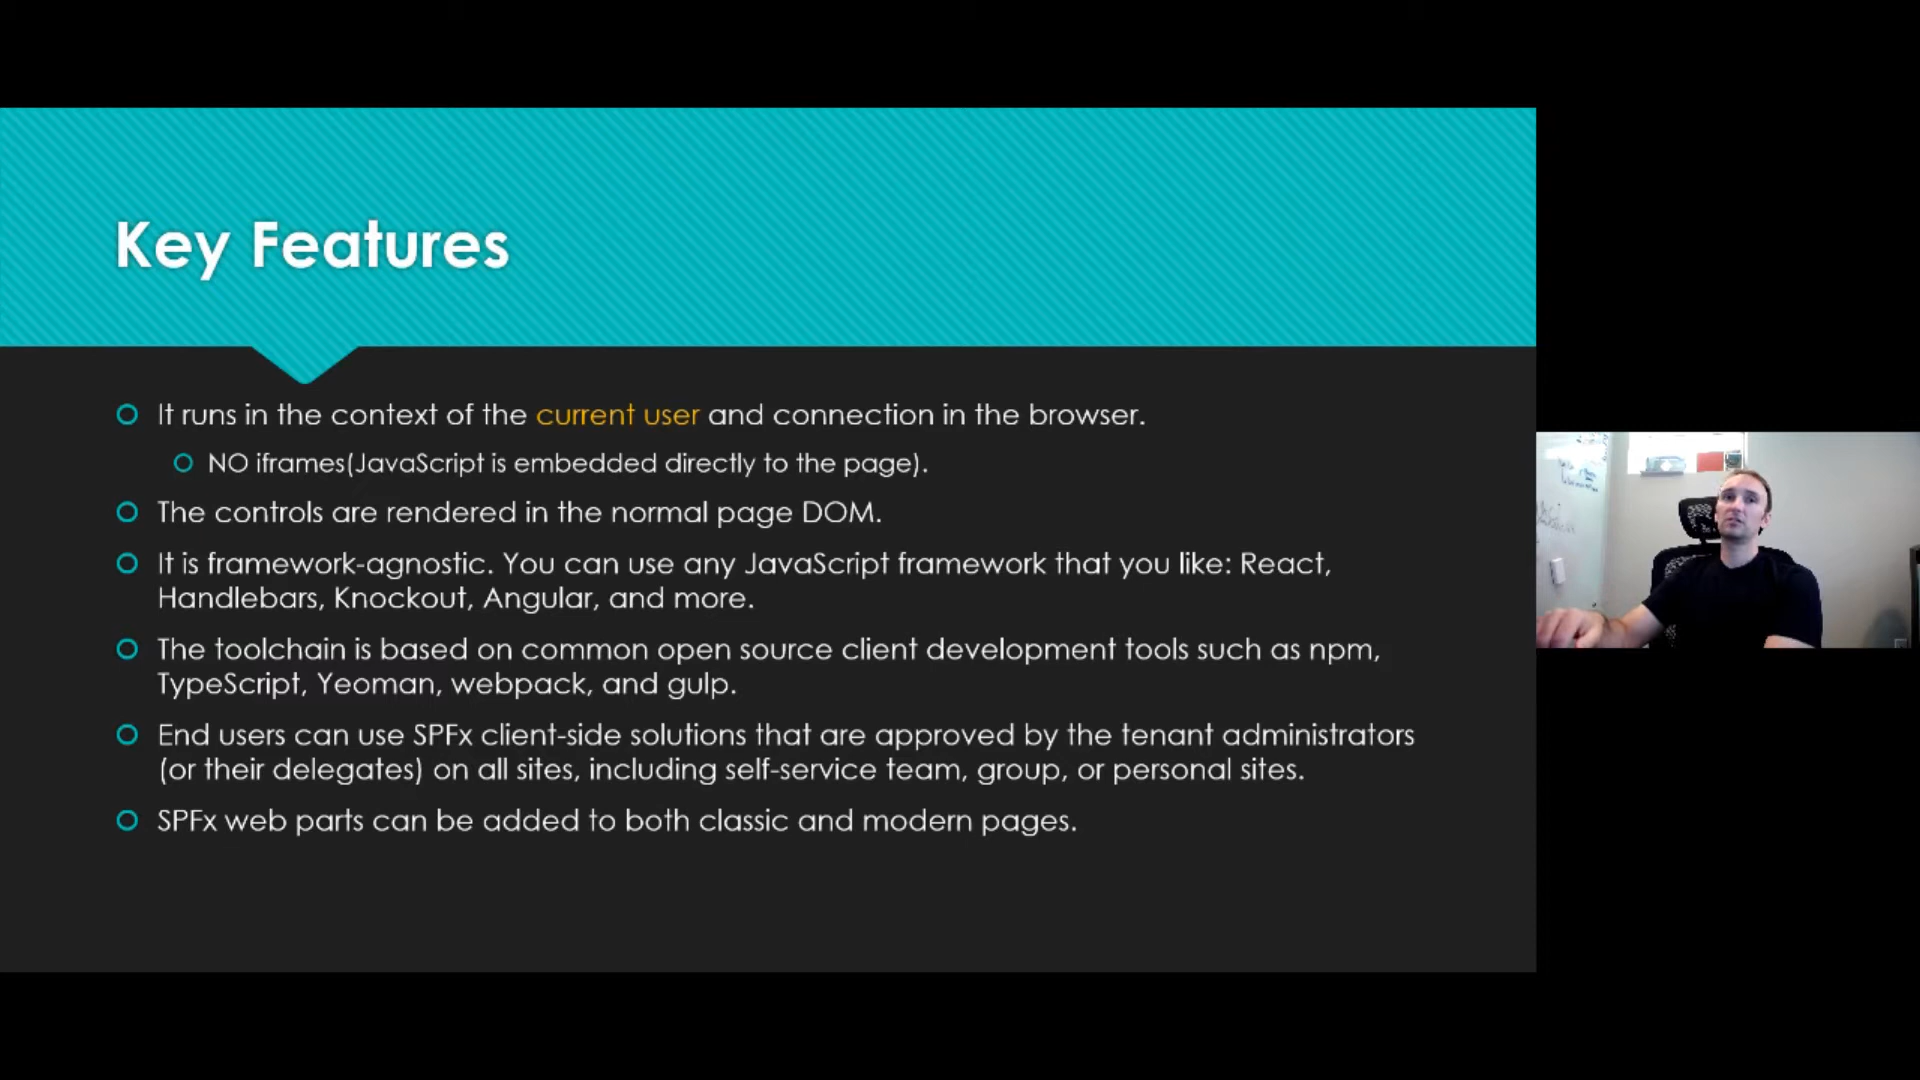 Key Features
It runs in the context of the current user and connection in the browser.
NO iframes(JavaScript is embedded directly to the page).
The controls are rendered in the normal page DOM.
It is framework-agnostic. You can use any JavaScript framework that you like: React,
Handlebars, Knockout, Angular, and more.
The toolchain is based on common open source client development tools such as npm,
TypeScript, Yeoman, webpack, and gulp.
End users can use SPFx client-side solutions that are approved by the tenant administrators
(or their delegates) on all sites, including self-service team, group, or personal sites.
SPFx web parts can be added to both classic and modern pages.